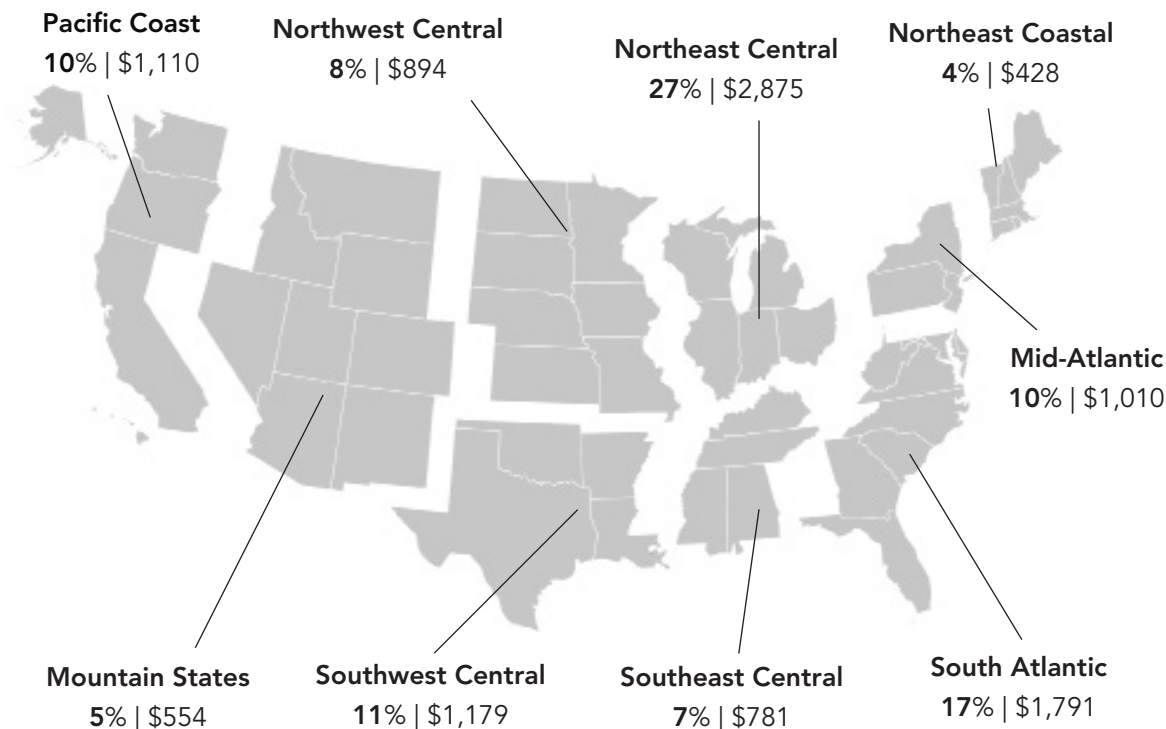 Pacific Coast
10% | $1,110
Northwest Central
8% | $894
Northeast Central
27% | $2,875
Northeast Coastal
4% | $428
Mid-Atlantic
10% | $1,010
Mountain States
5% | $554
Southwest Central
11% | $1,179
Southeast Central
7% | $781
South Atlantic
17% | $1,791